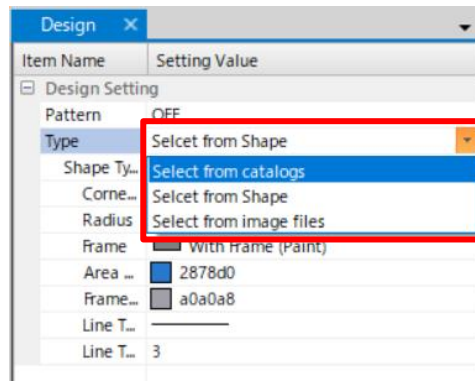 Design
Item Name Setting Value
Design Setting
Pattern OFF
Type Selcet from Shape
Shape Ty... Select from catalogs
Corne... Selcet from Shape
Radius Select from image files
Frame With Frame (Paint)
Area ... 2878d0
Frame... a0a0a8
Line T...
Line T... 3